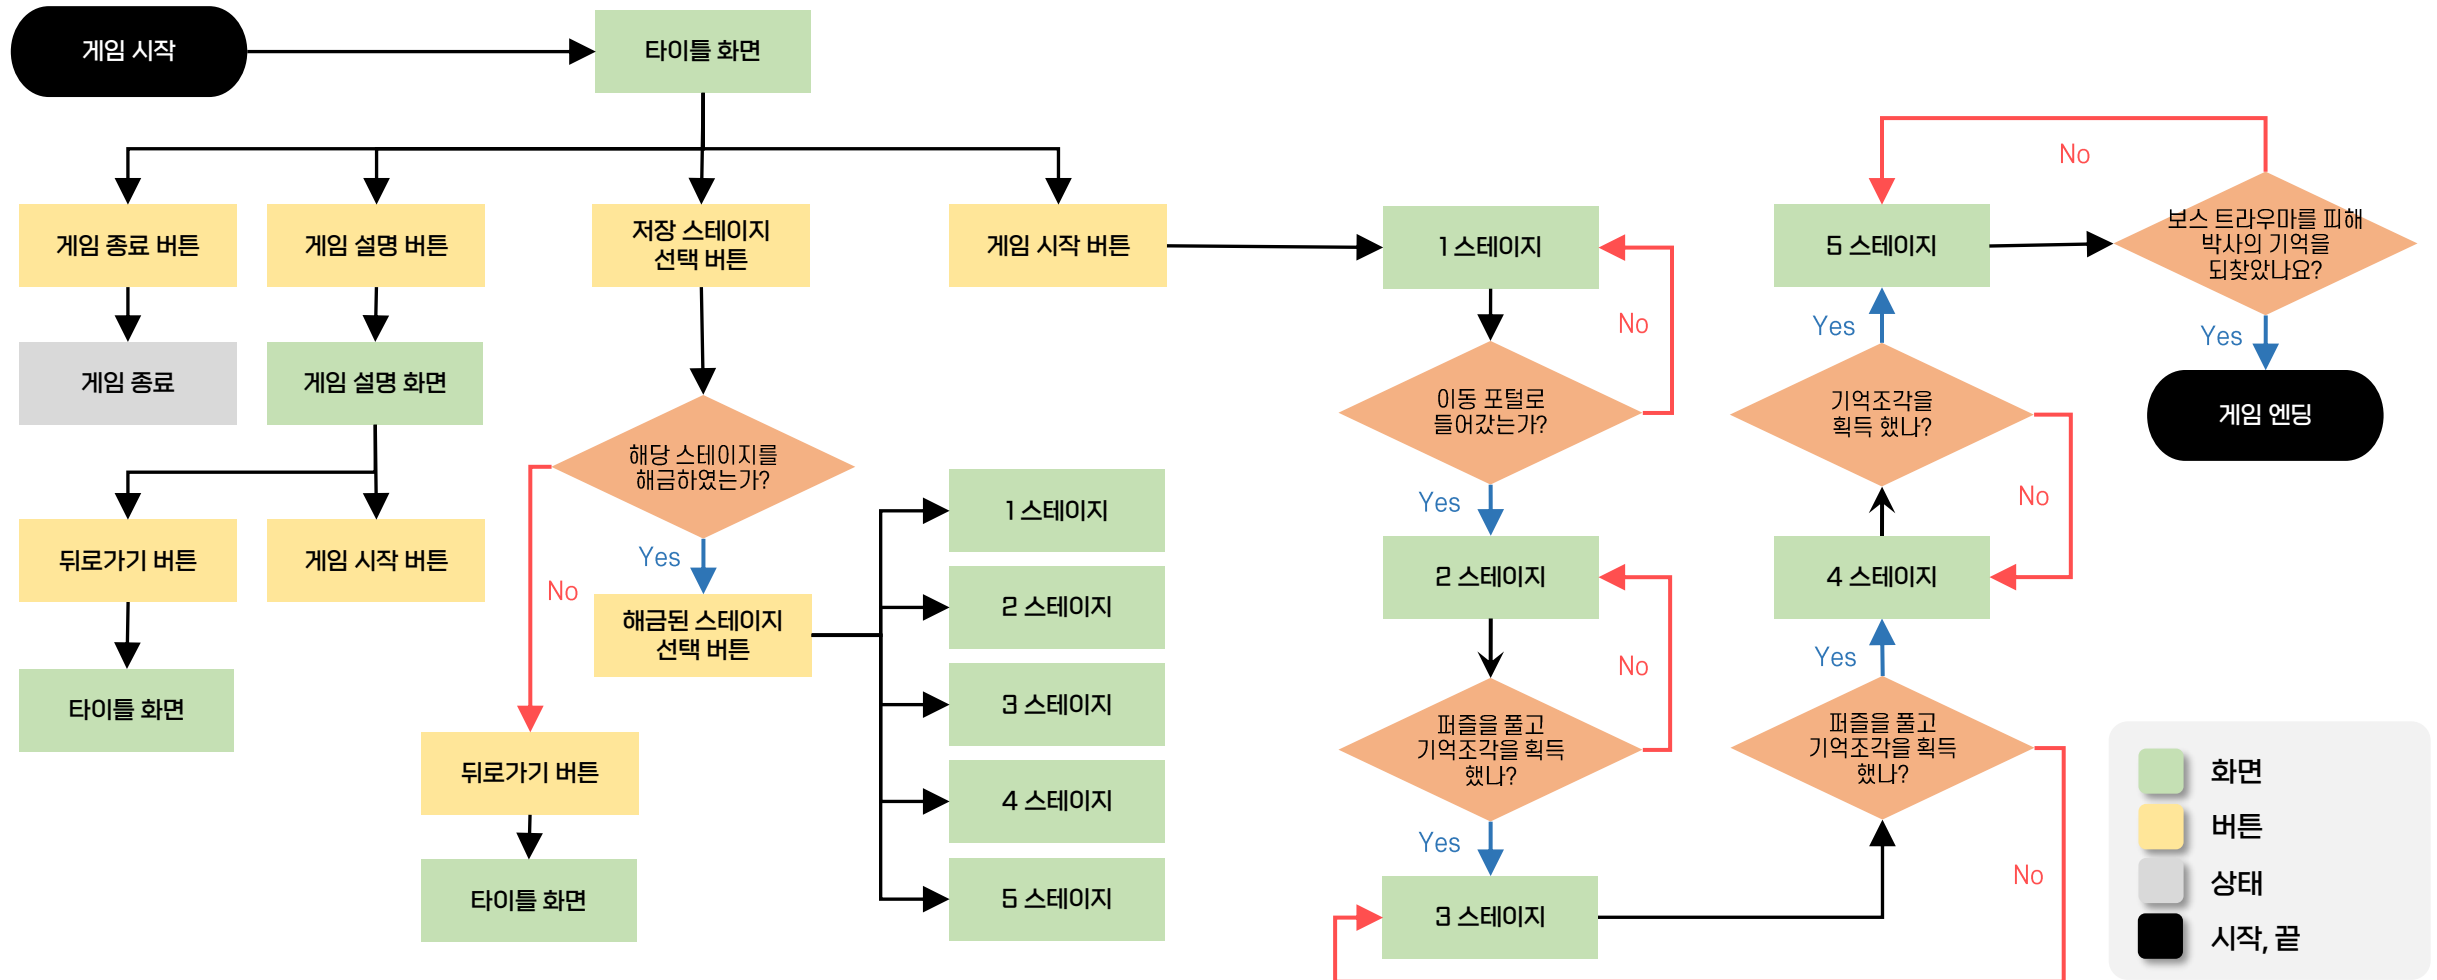 게임 시작
타이틀 화면
게임 종료 버튼
게임 설명 버튼
저장 스테이지
선택 버튼
게임 시작 버튼
게임 종료
게임 설명 화면
해당 스테이지를
해금하였는가?
Yes
No
뒤로가기 버튼
게임 시작 버튼
타이틀 화면
해금된 스테이지
선택 버튼
뒤로가기 버튼
타이틀 화면
1 스테이지
2 스테이지
3 스테이지
4 스테이지
5 스테이지
1 스테이지
No
이동 포털로
들어갔는가?
Yes
2 스테이지
No
퍼즐을 풀고
기억조각을 획득
했나?
Yes
3 스테이지
No
퍼즐을 풀고
기억조각을 획득
했나?
Yes
4 스테이지
No
기억조각을
획득 했나?
Yes
5 스테이지
No
보스 트라우마를 피해
박사의 기억을
되찾았나요?
Yes
게임 엔딩
화면
버튼
상태
시작, 끝